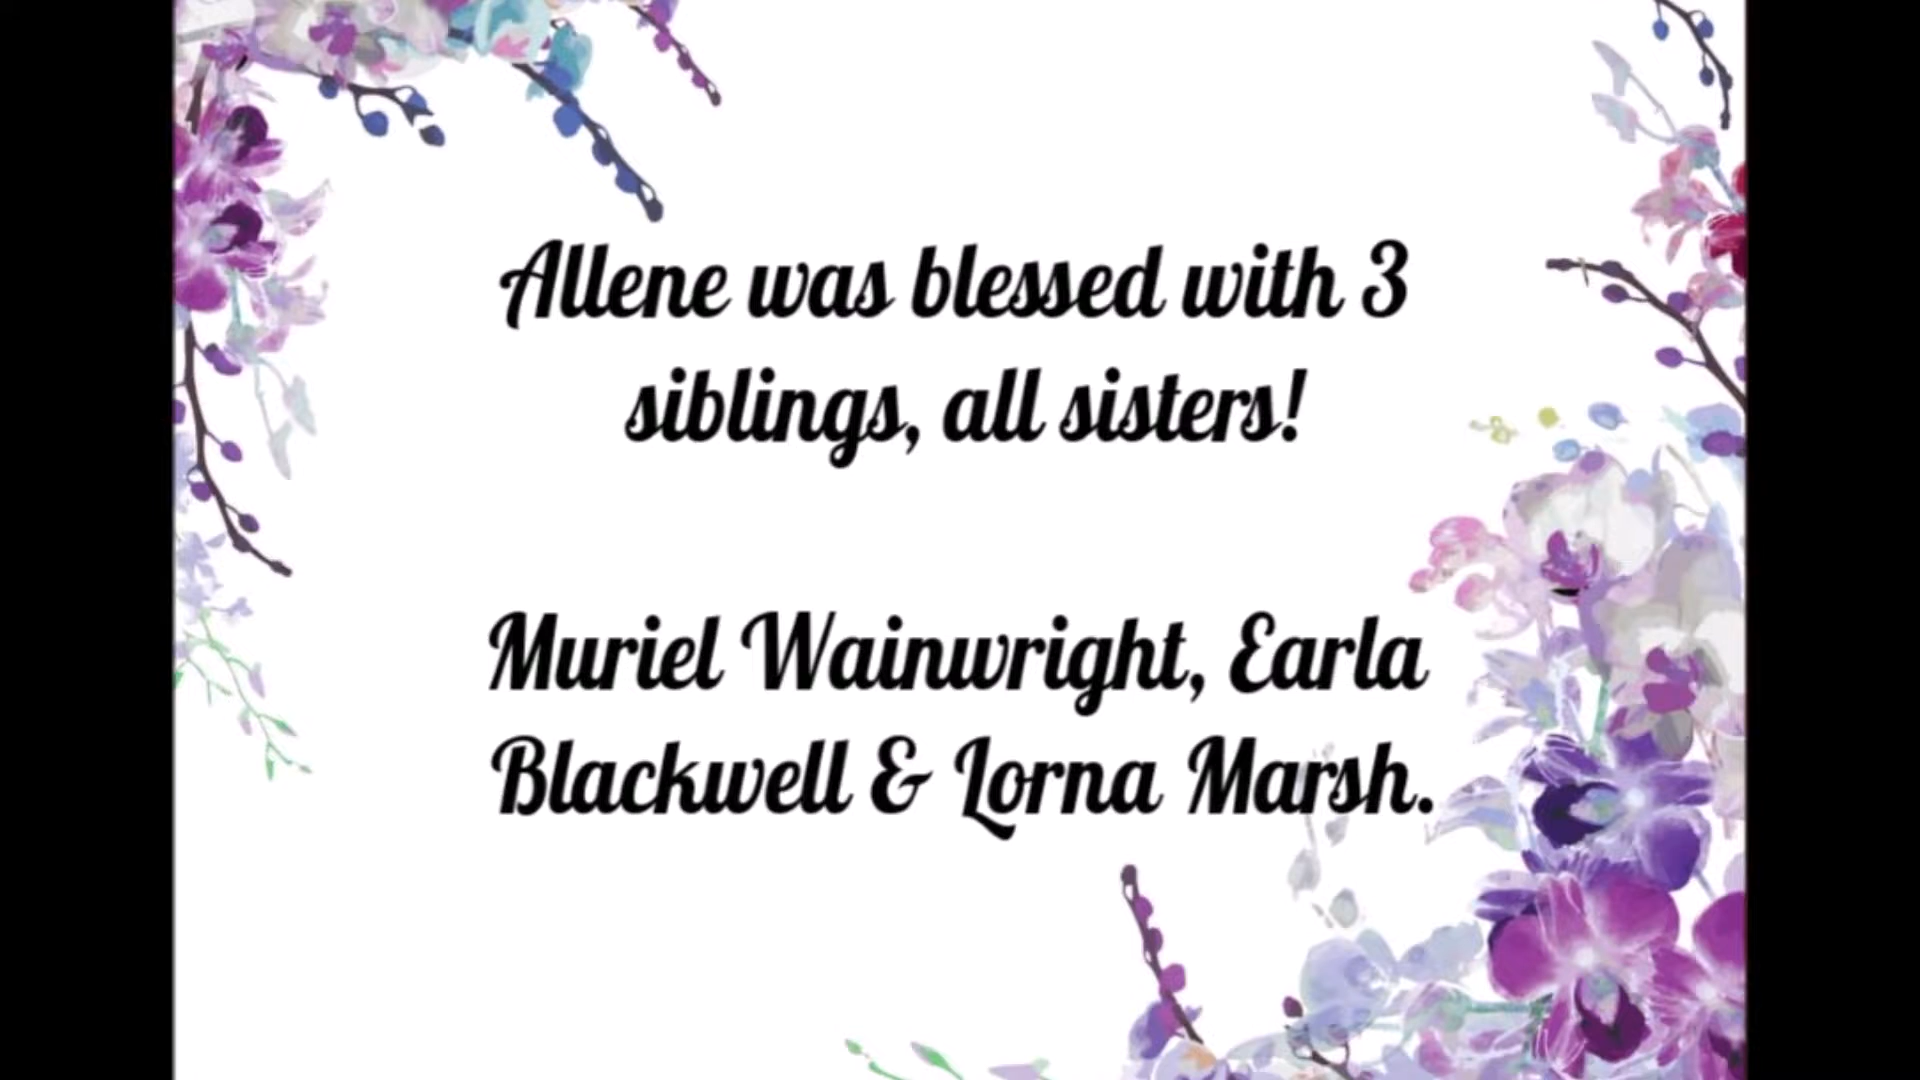 Allene was blessed with 3
siblings, all sisters!
Muriel Wainwright, Earla
Blackwell & Lorna Marsh.